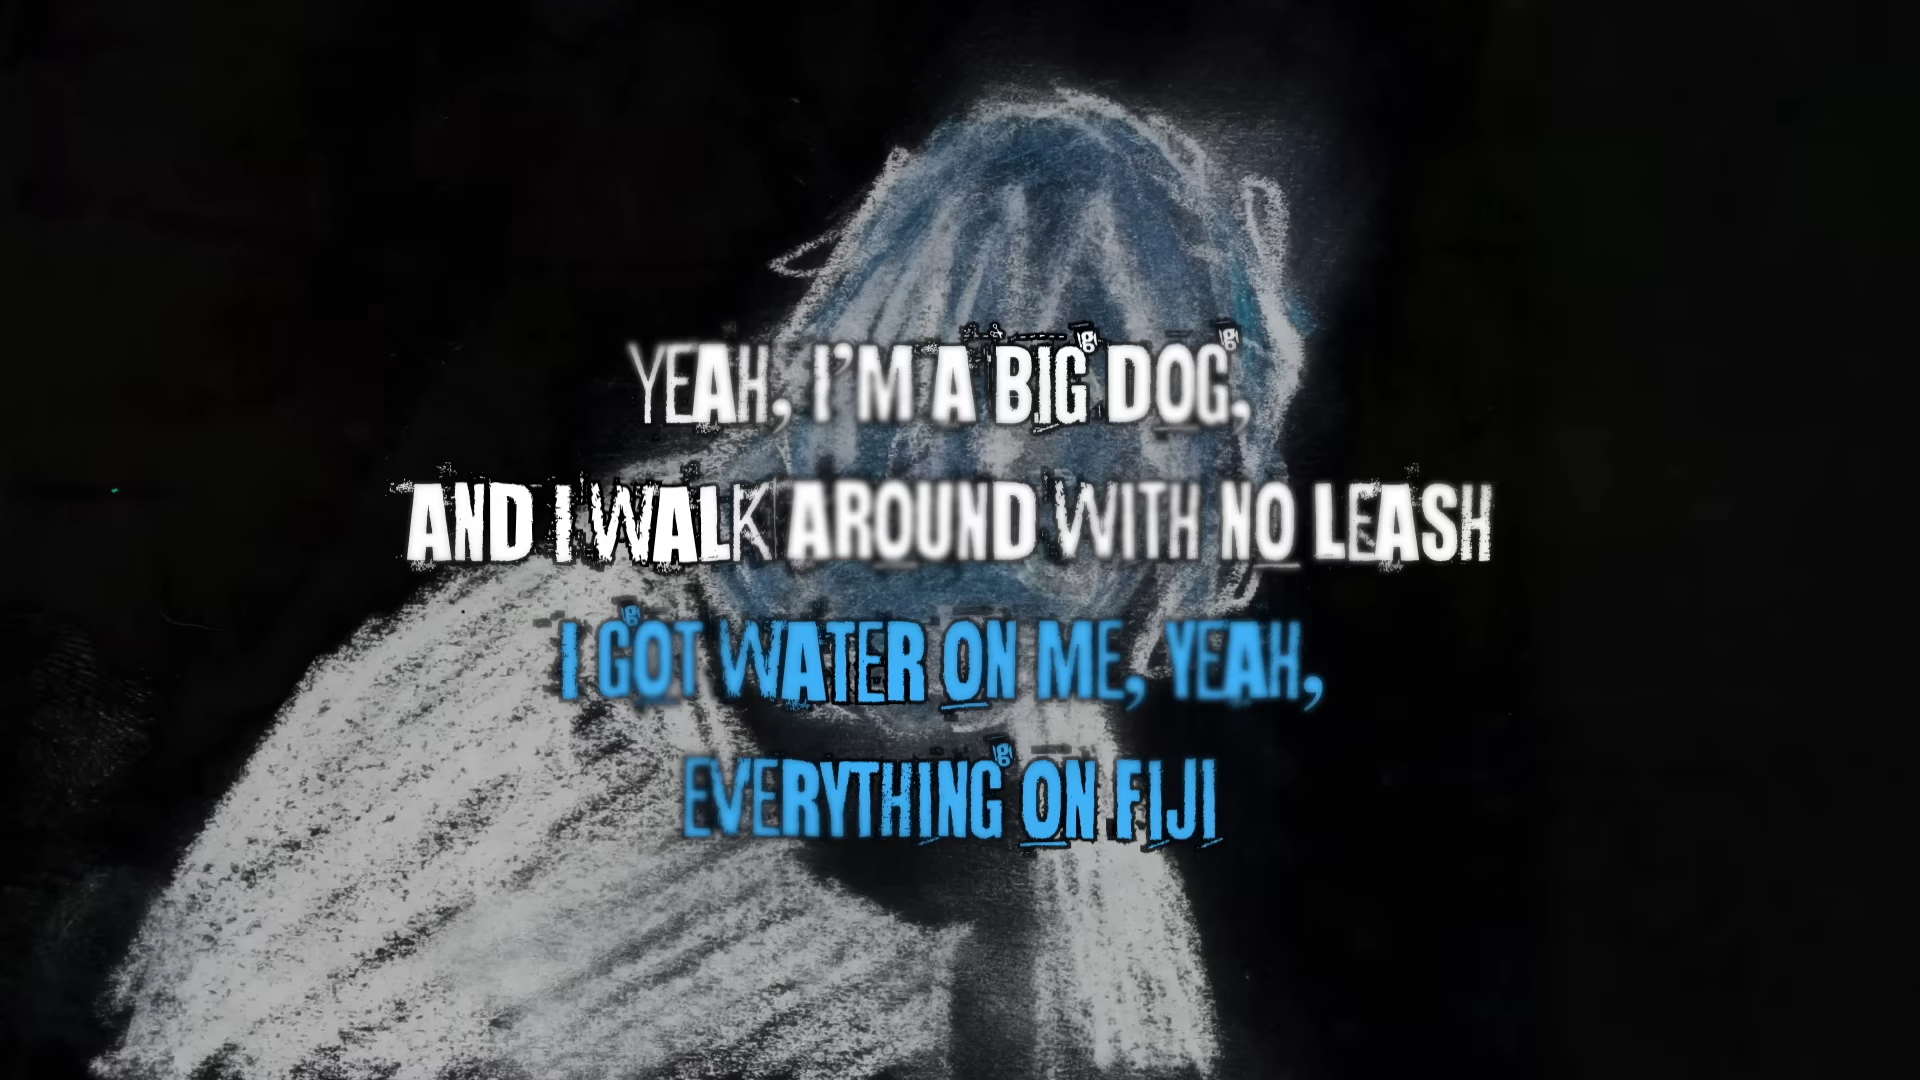 YEAH, I'M A BIG DOG,
AND I WALK AROUND WITH NO LEASH
I GOT WATER ON ME, YEAH,
EVERYTHING ON FIJI